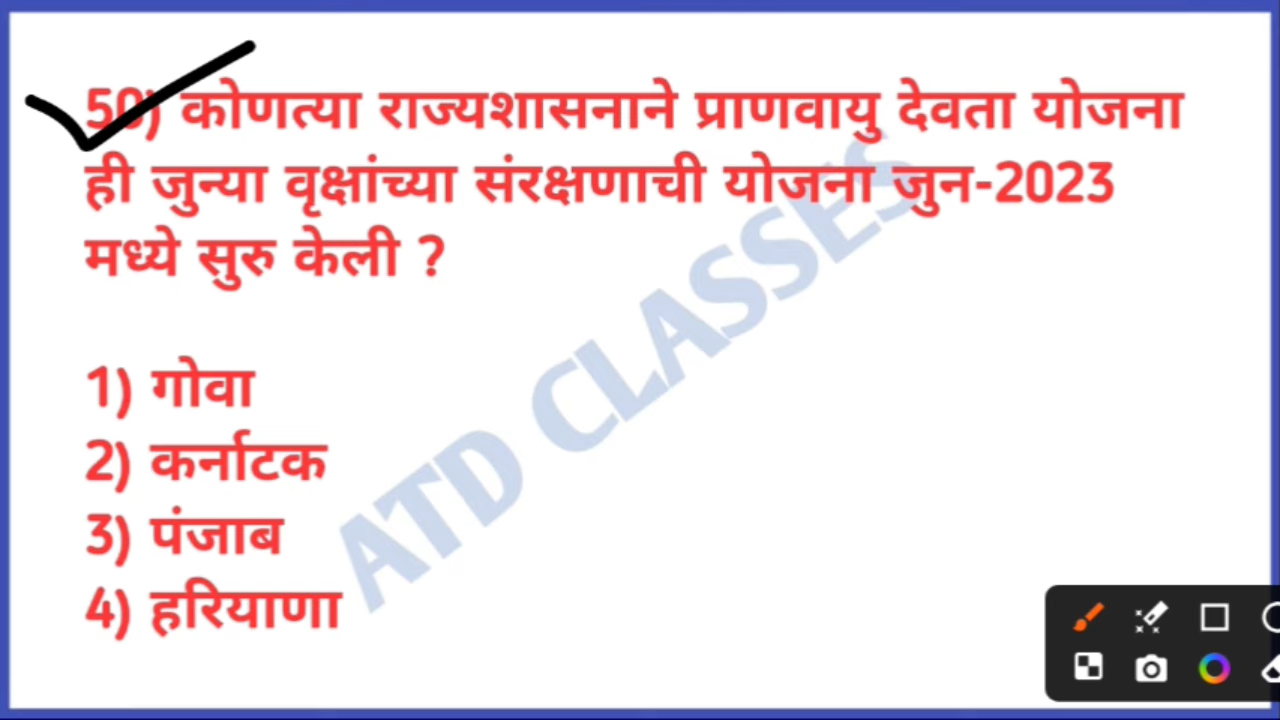 50) कोणत्या राज्यशासनाने प्राणवायु देवता योजना
ही जुन्या वृक्षांच्या संरक्षणाची योजना जुन-2023
मध्ये सुरु केली ?
1) गोवा
2) कर्नाटक
3) पंजाब
4) हरियाणा
ATD CLASSES